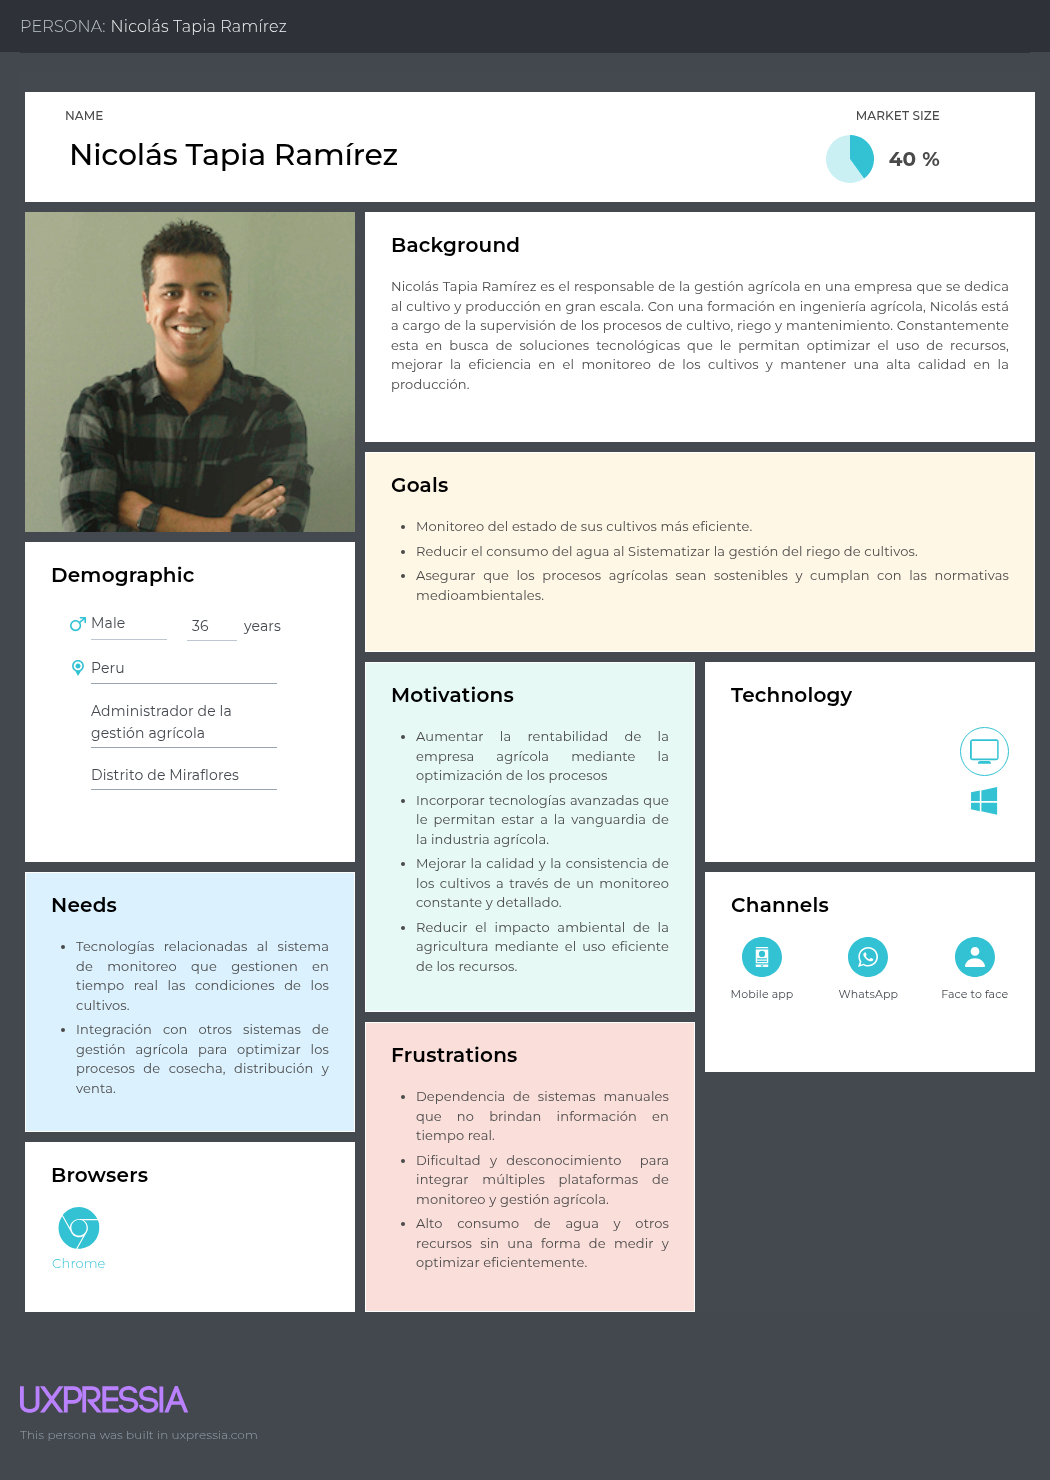 PERSONA: Nicolás Tapia Ramírez
NAME
Nicolás Tapia Ramírez
MARKET SIZE
40 %
Background
Nicolás Tapia Ramírez es el responsable de la gestión agrícola en una empresa que se dedica
al cultivo y producción en gran escala. Con una formación en ingeniería agrícola, Nicolás está
a cargo de la supervisión de los procesos de cultivo, riego y mantenimiento. Constantemente
esta en busca de soluciones tecnológicas que le permitan optimizar el uso de recursos,
mejorar la eficiencia en el monitoreo de los cultivos y mantener una alta calidad en la
producción.
Goals
• Monitoreo del estado de sus cultivos más eficiente.
• Reducir el consumo del agua al Sistematizar la gestión del riego de cultivos.
• Asegurar que los procesos agrícolas sean sostenibles y cumplan con las normativas
medioambientales.
Demographic
Male
36 years
Peru
Administrador de la
gestión agrícola
Distrito de Miraflores
Motivations
• Aumentar la rentabilidad de la
empresa agrícola mediante la
optimización de los procesos
• Incorporar tecnologías avanzadas que
le permitan estar a la vanguardia de
la industria agrícola.
• Mejorar la calidad y la consistencia de
los cultivos a través de un monitoreo
constante y detallado.
• Reducir el impacto ambiental de la
agricultura mediante el uso eficiente
de los recursos.
Technology
Needs
• Tecnologías relacionadas al sistema
de monitoreo que gestionen en
tiempo real las condiciones de los
cultivos.
• Integración con otros sistemas de
gestión agrícola para optimizar los
procesos de cosecha, distribución y
venta.
Channels
Mobile app
WhatsApp
Face to face
Frustrations
• Dependencia de sistemas manuales
que no brindan información en
tiempo real.
• Dificultad y desconocimiento para
integrar múltiples plataformas de
monitoreo y gestión agrícola.
• Alto consumo de agua y otros
recursos sin una forma de medir y
optimizar eficientemente.
Browsers
Chrome
UXPRESSIA
This persona was built in uxpressia.com